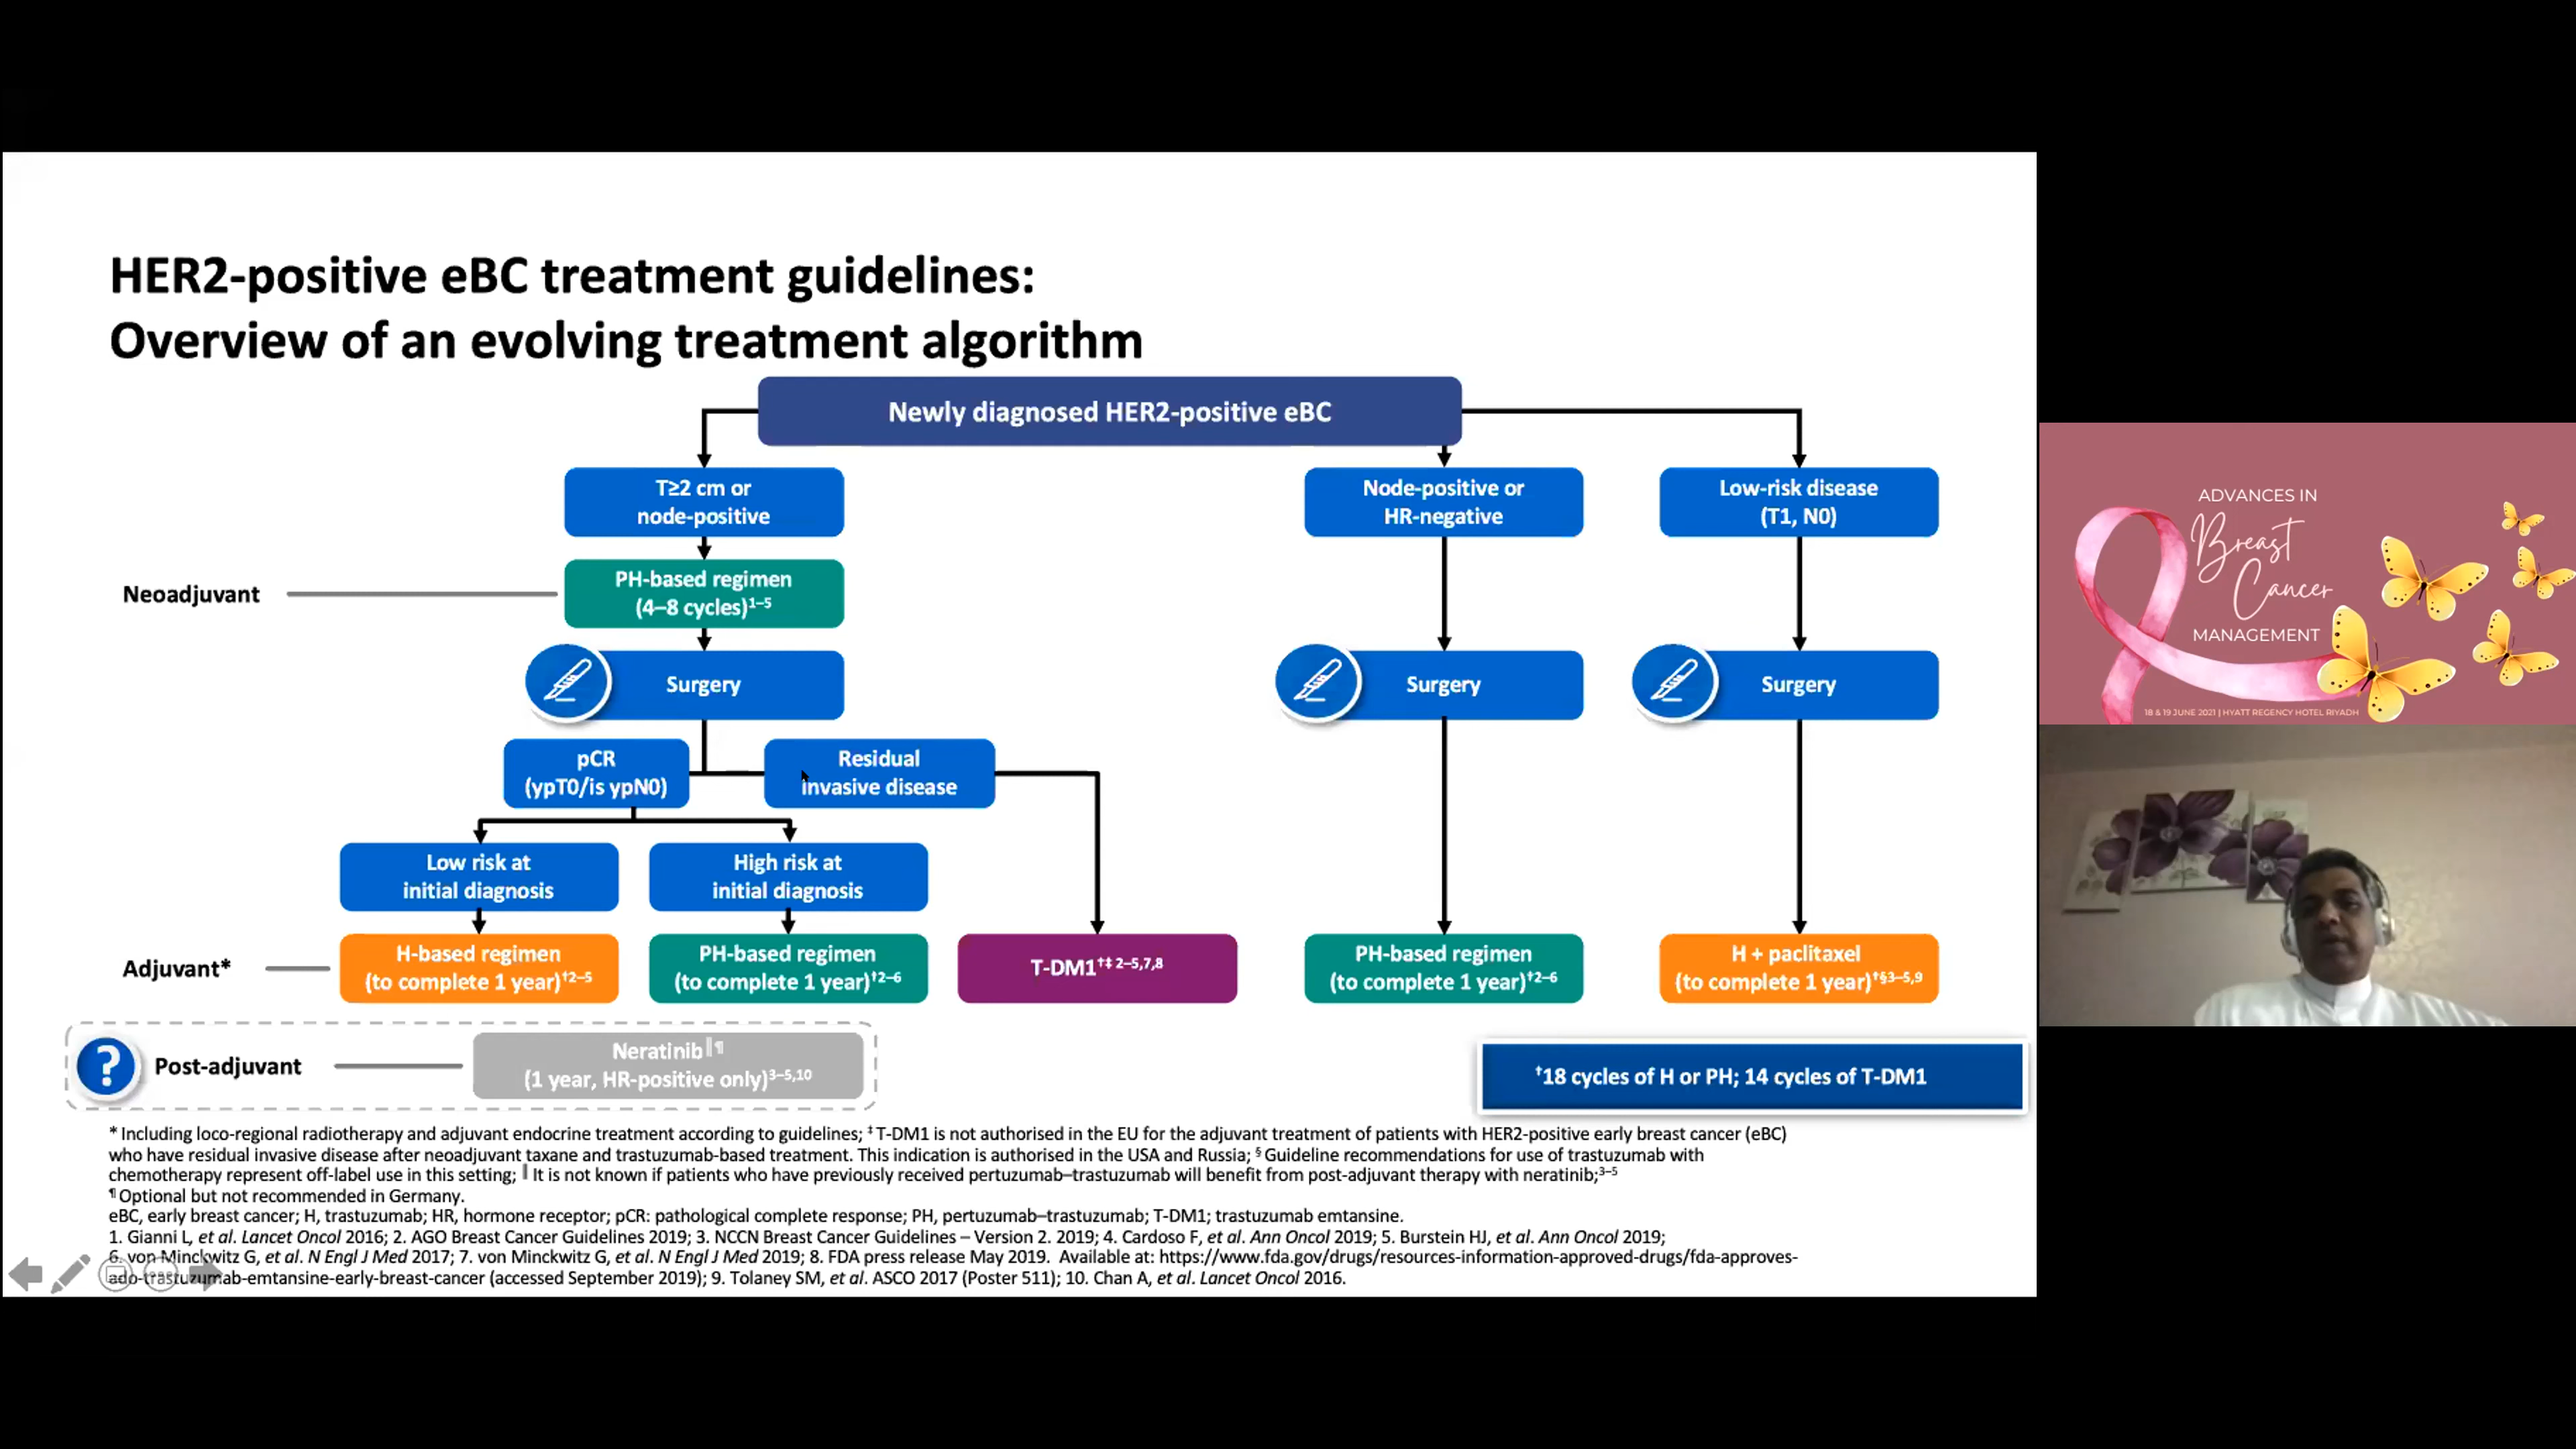 HER2-positive eBC treatment guidelines:
Overview of an evolving treatment algorithm
Newly diagnosed HER2-positive eBC
T≥2 cm or
node-positive
Node-positive or
HR-negative
Low-risk disease
(T1, N0)
Neoadjuvant
PH-based regimen
(4–8 cycles)1–5
Surgery
Surgery
Surgery
pCR
(ypT0/is ypN0)
Residual
invasive disease
Low risk at
initial diagnosis
High risk at
initial diagnosis
Adjuvant*
H-based regimen
(to complete 1 year)†2–5
PH-based regimen
(to complete 1 year)†2–6
T-DM1†‡ 2–5,7,8
PH-based regimen
(to complete 1 year)†2–6
H + paclitaxel
(to complete 1 year)†§3–5,9
?
Post-adjuvant
Neratinib‖¶
(1 year, HR-positive only)3–5,10
†18 cycles of H or PH; 14 cycles of T-DM1
* Including loco-regional radiotherapy and adjuvant endocrine treatment according to guidelines; ‡ T-DM1 is not authorised in the EU for the adjuvant treatment of patients with HER2-positive early breast cancer (eBC)
who have residual invasive disease after neoadjuvant taxane and trastuzumab-based treatment. This indication is authorised in the USA and Russia; § Guideline recommendations for use of trastuzumab with
chemotherapy represent off-label use in this setting; ‖ It is not known if patients who have previously received pertuzumab–trastuzumab will benefit from post-adjuvant therapy with neratinib;3–5
¶ Optional but not recommended in Germany.
eBC, early breast cancer; H, trastuzumab; HR, hormone receptor; pCR: pathological complete response; PH, pertuzumab–trastuzumab; T-DM1; trastuzumab emtansine.
1. Gianni L, et al. Lancet Oncol 2016; 2. AGO Breast Cancer Guidelines 2019; 3. NCCN Breast Cancer Guidelines – Version 2. 2019; 4. Cardoso F, et al. Ann Oncol 2019; 5. Burstein HJ, et al. Ann Oncol 2019;
6. von Minckwitz G, et al. N Engl J Med 2017; 7. von Minckwitz G, et al. N Engl J Med 2019; 8. FDA press release May 2019. Available at: https://www.fda.gov/drugs/resources-information-approved-drugs/fda-approves-
ado-trastuzumab-emtansine-early-breast-cancer (accessed September 2019); 9. Tolaney SM, et al. ASCO 2017 (Poster 511); 10. Chan A, et al. Lancet Oncol 2016.
ADVANCES IN
Breast
Cancer
MANAGEMENT
18 & 19 JUNE 2021 | HYATT REGENCY HOTEL RIYADH